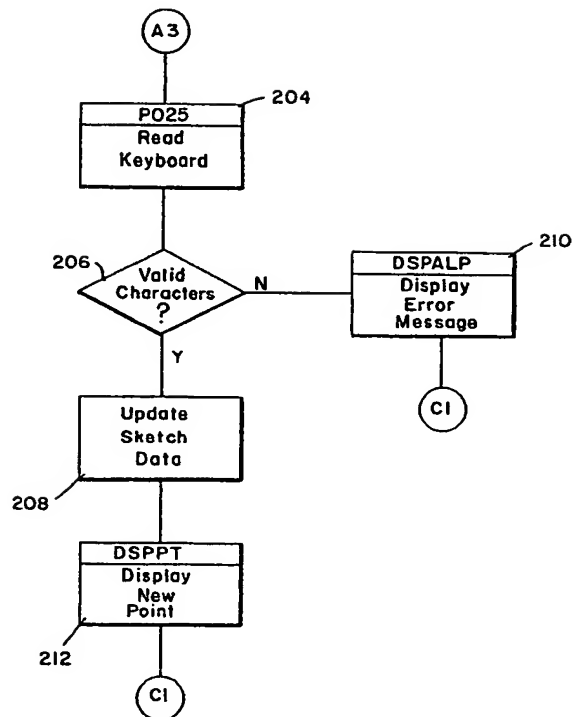 A3
204
P025
Read
Keyboard
206
Valid
Characters
?
N
210
DSPALP
Display
Error
Message
C1
Y
Update
Sketch
Data
208
DSPPT
Display
New
Point
212
C1